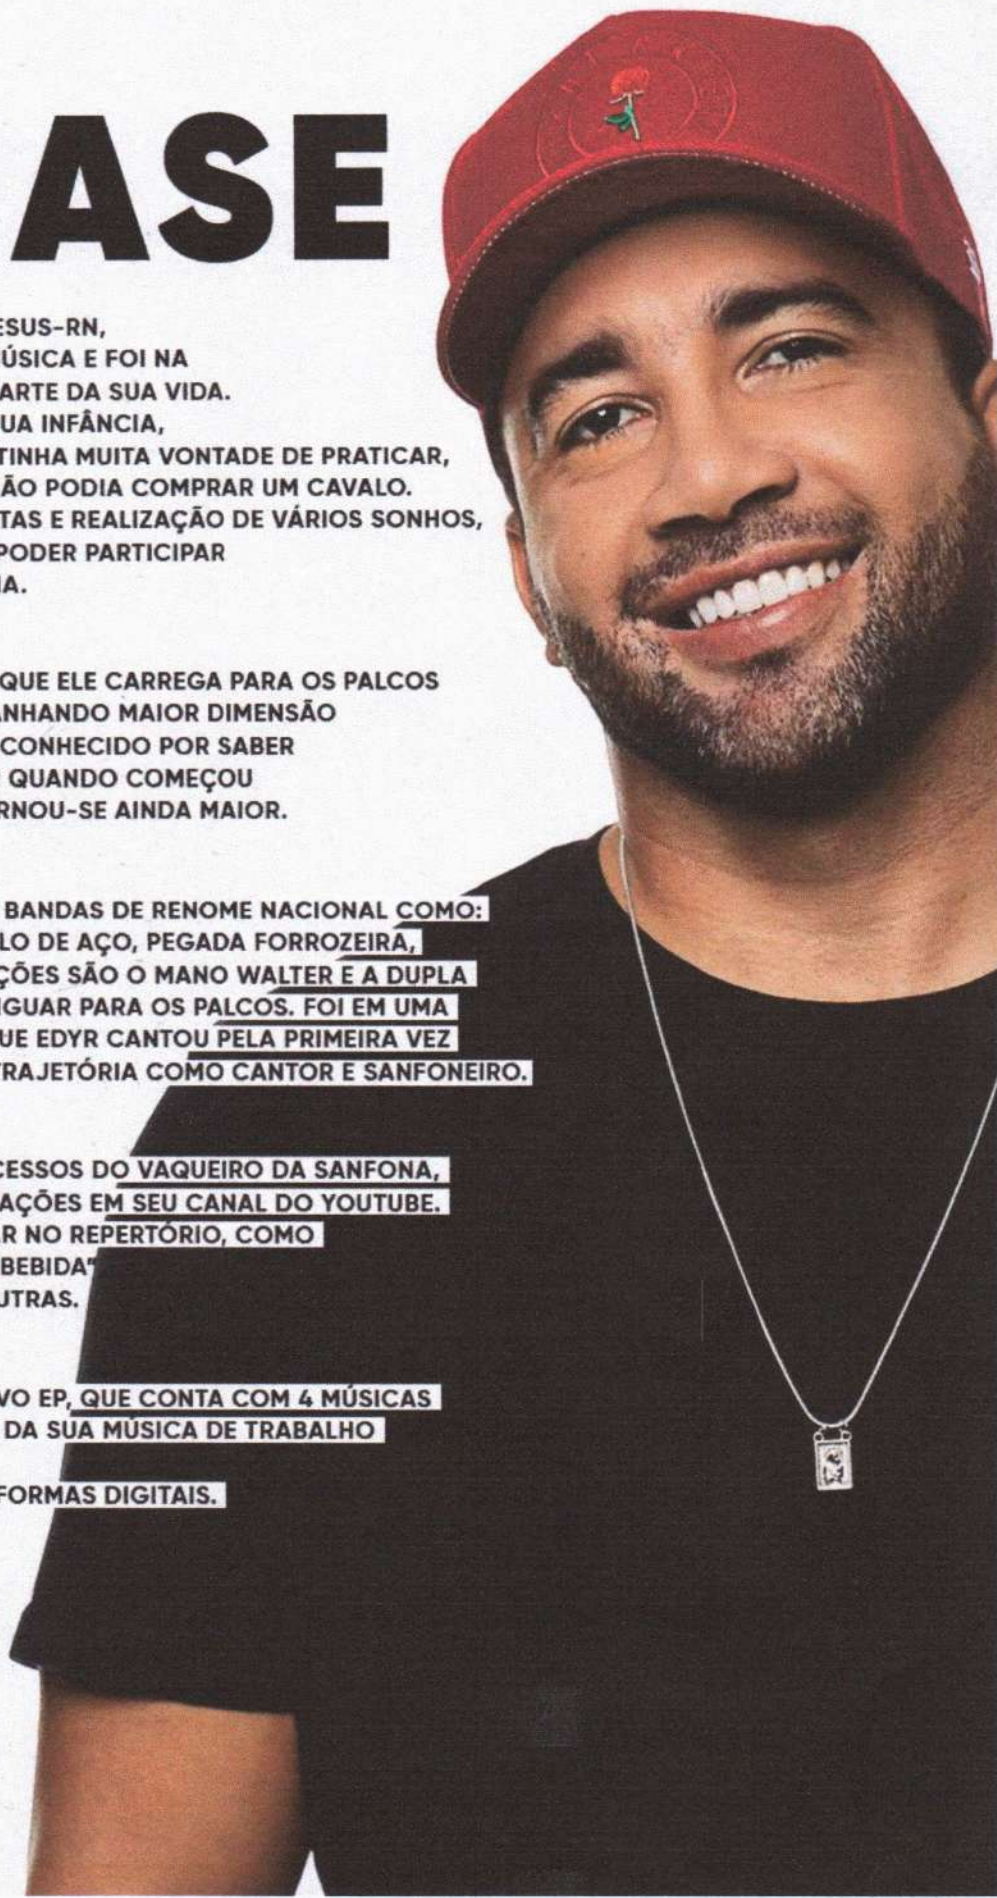 ASE
ESUS-RN,
ÚSICA E FOI NA
ARTE DA SUA VIDA.
UA INFÂNCIA,
TINHA MUITA VONTADE DE PRATICAR,
ÃO PODIA COMPRAR UM CAVALO.
TAS E REALIZAÇÃO DE VÁRIOS SONHOS,
PODER PARTICIPAR
IA.
QUE ELE CARREGA PARA OS PALCOS
ANHANDO MAIOR DIMENSÃO
CONHECIDO POR SABER
QUANDO COMEÇOU
RNOU-SE AINDA MAIOR.
BANDAS DE RENOME NACIONAL COMO:
LO DE AÇO, PEGADA FORROZEIRA,
ÇÕES SÃO O MANO WALTER E A DUPLA
IGUAR PARA OS PALCOS. FOI EM UMA
UE EDYR CANTOU PELA PRIMEIRA VEZ
TRAJETÓRIA COMO CANTOR E SANFONEIRO.
CESSOS DO VAQUEIRO DA SANFONA,
AÇÕES EM SEU CANAL DO YOUTUBE.
R NO REPERTÓRIO, COMO
BEBIDA"
UTRAS.
VO EP, QUE CONTA COM 4 MÚSICAS
DA SUA MÚSICA DE TRABALHO
FORMAS DIGITAIS.